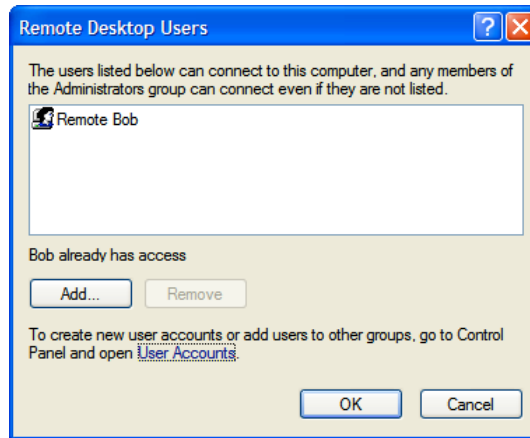 Remote Desktop Users
The users listed below can connect to this computer, and any members of
the Administrators group can connect even if they are not listed.
Remote Bob
Bob already has access
Add...
Remove
To create new user accounts or add users to other groups, go to Control
Panel and open User Accounts.
OK
Cancel